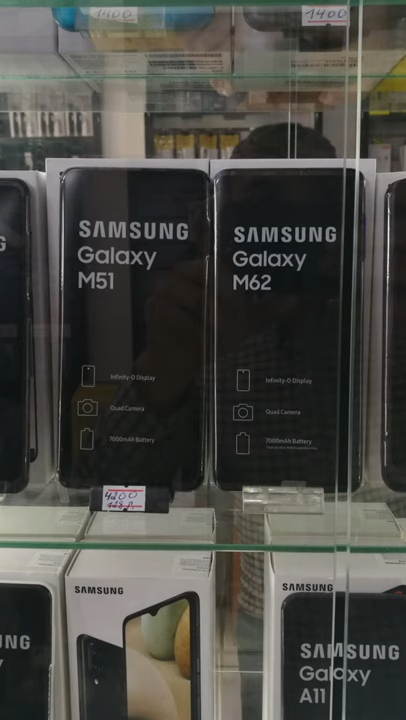 1400
1400
SAMSUNG
Galaxy
M51
Infinity-O Display
Quad Camera
7000mAh Battery
SAMSUNG
Galaxy
M62
Infinity-O Display
Quad Camera
7000mAh Battery
4200
SAMSUNG
SAMSUNG
SAMSUNG
Galaxy
A11